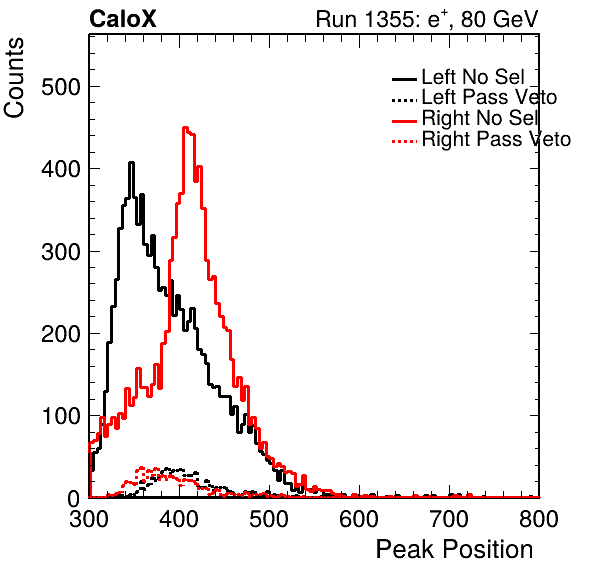 CaloX Run 1355: e⁺, 80 GeV
Counts
Left No Sel
Left Pass Veto
Right No Sel
Right Pass Veto
500
400
300
200
100
0
300 400 500 600 700 800
Peak Position